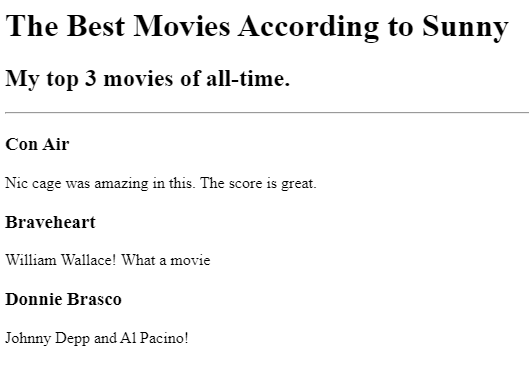 The Best Movies According to Sunny
My top 3 movies of all-time.
Con Air
Nic cage was amazing in this. The score is great.
Braveheart
William Wallace! What a movie
Donnie Brasco
Johnny Depp and Al Pacino!